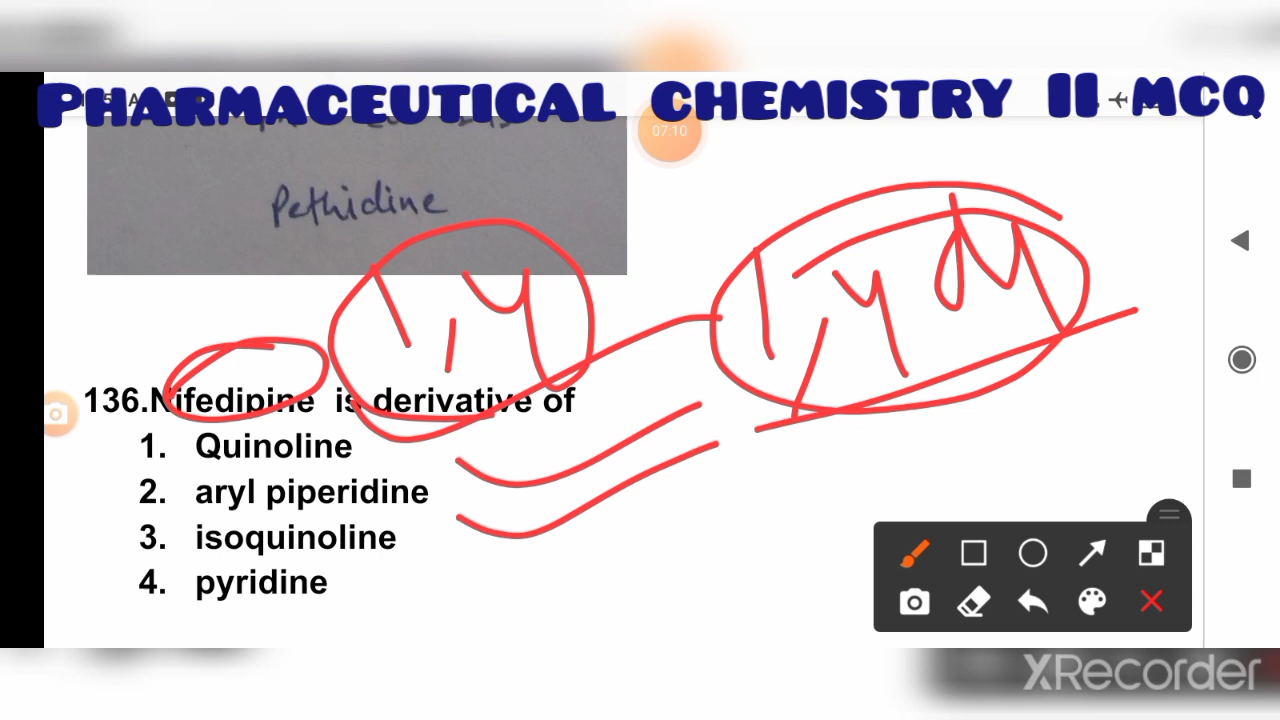 PHARMACEUTICAL CHEMISTRY II MCQ
07:10
Pethidine
1,4
1,4 dy
136.Nifedipine is derivative of
1. Quinoline
2. aryl piperidine
3. isoquinoline
4. pyridine
XRecorder